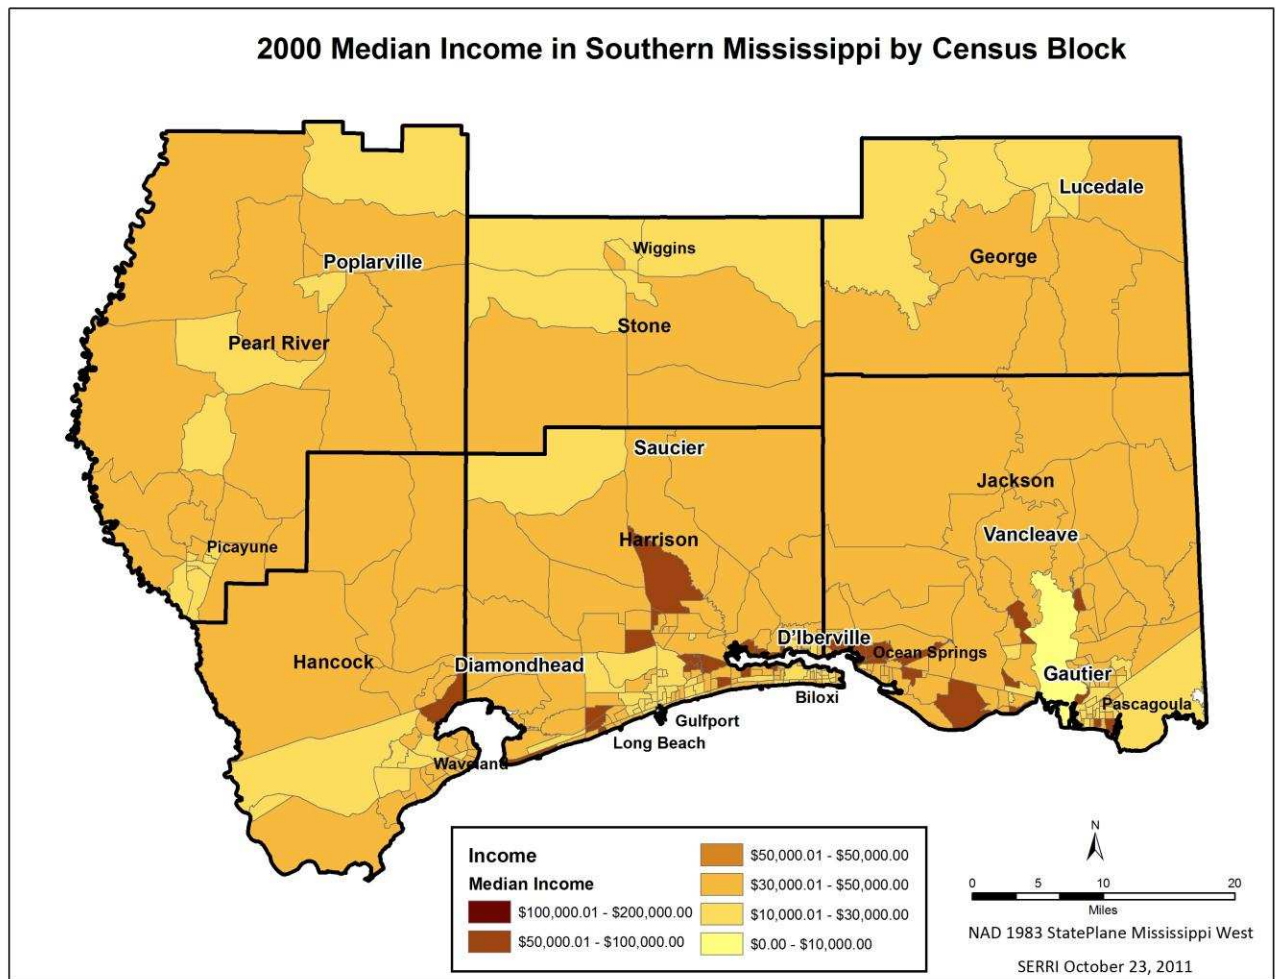 2000 Median Income in Southern Mississippi by Census Block
Lucedale
Wiggins
George
Poplarville
Stone
Pearl River
Saucier
Jackson
Vancleave
Harrison
Picayune
D'Iberville
Ocean Springs
Hancock
Diamondhead
Gautier
Biloxi
Pascagoula
Gulfport
Long Beach
Waveland
Income
Median Income
$100,000.01 - $200,000.00
$50,000.01 - $100,000.00
$50,000.01 - $50,000.00
$30,000.01 - $50,000.00
$10,000.01 - $30,000.00
$0.00 - $10,000.00
N
0 5 10 20
Miles
NAD 1983 StatePlane Mississippi West
SERRI October 23, 2011